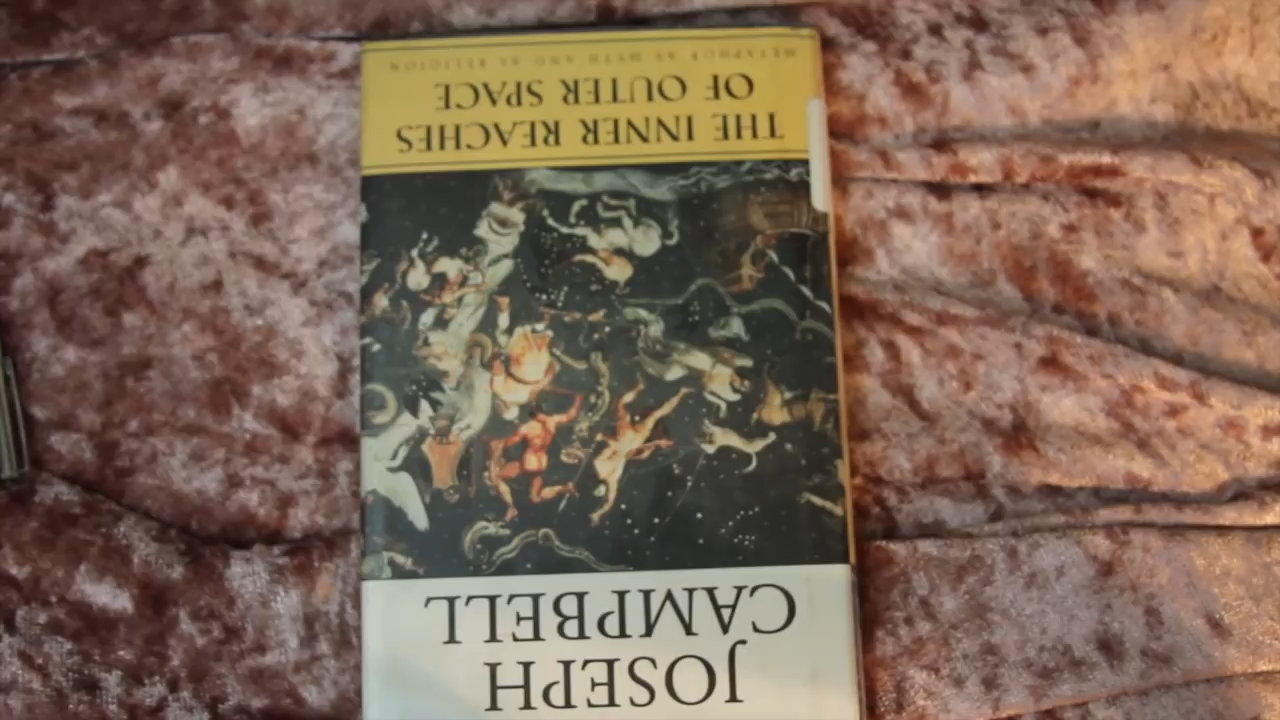 JOSEPH
CAMPBELL
THE INNER REACHES
OF OUTER SPACE
METAPHOR AS MYTH AND AS RELIGION